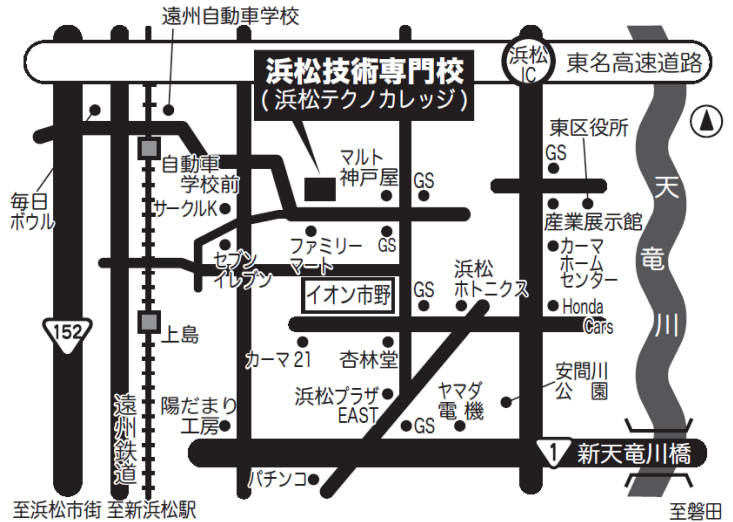 遠州自動車学校
浜松
IC
東名高速道路
浜松技術専門校
(浜松テクノカレッジ)
東区役所
GS
マルト
神戸屋
GS
自動車
学校前
サークルK
毎日
ボウル
天竜川
産業展示館
ファミリー
マート
GS
セブン
イレブン
カーマ
ホーム
センター
浜松
ホトニクス
イオン市野
GS
Honda
Cars
152
上島
カーマ21
杏林堂
安間川
公園
浜松プラザ
EAST
ヤマダ
電機
陽だまり
工房
GS
遠州鉄道
1
新天竜川橋
パチンコ
至浜松市街
至新浜松駅
至磐田